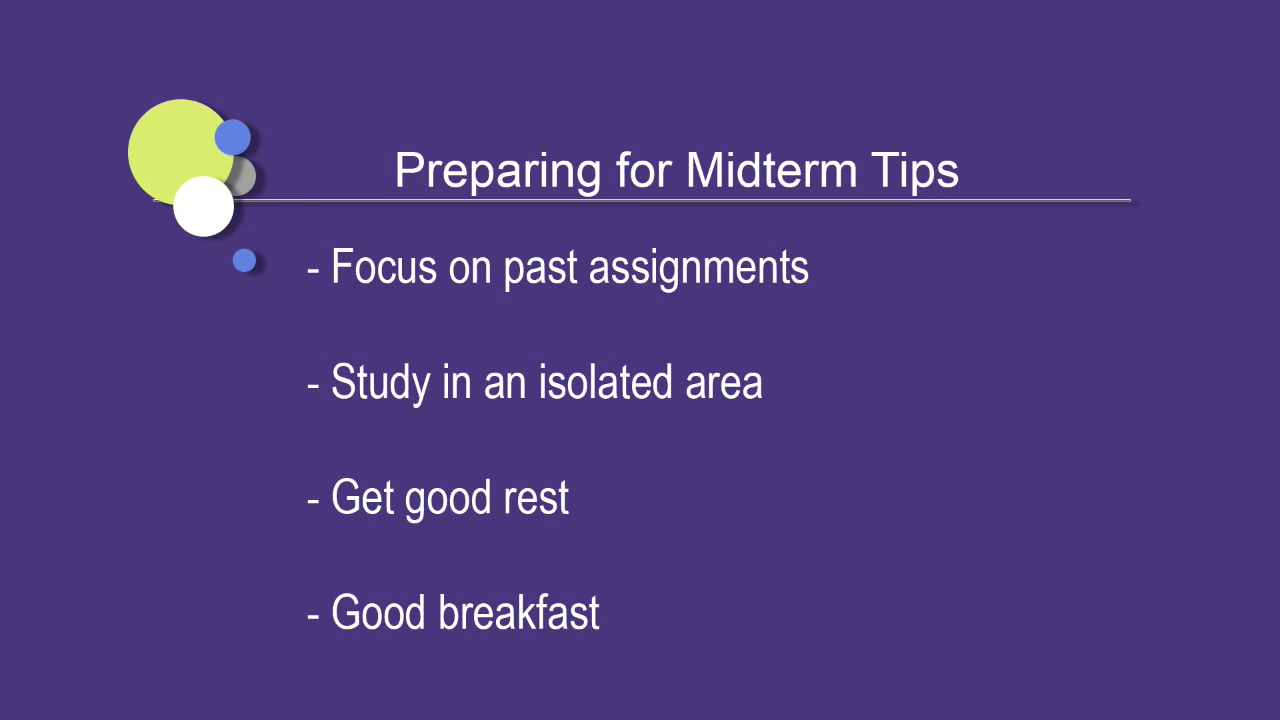 Preparing for Midterm Tips
- Focus on past assignments
- Study in an isolated area
- Get good rest
- Good breakfast